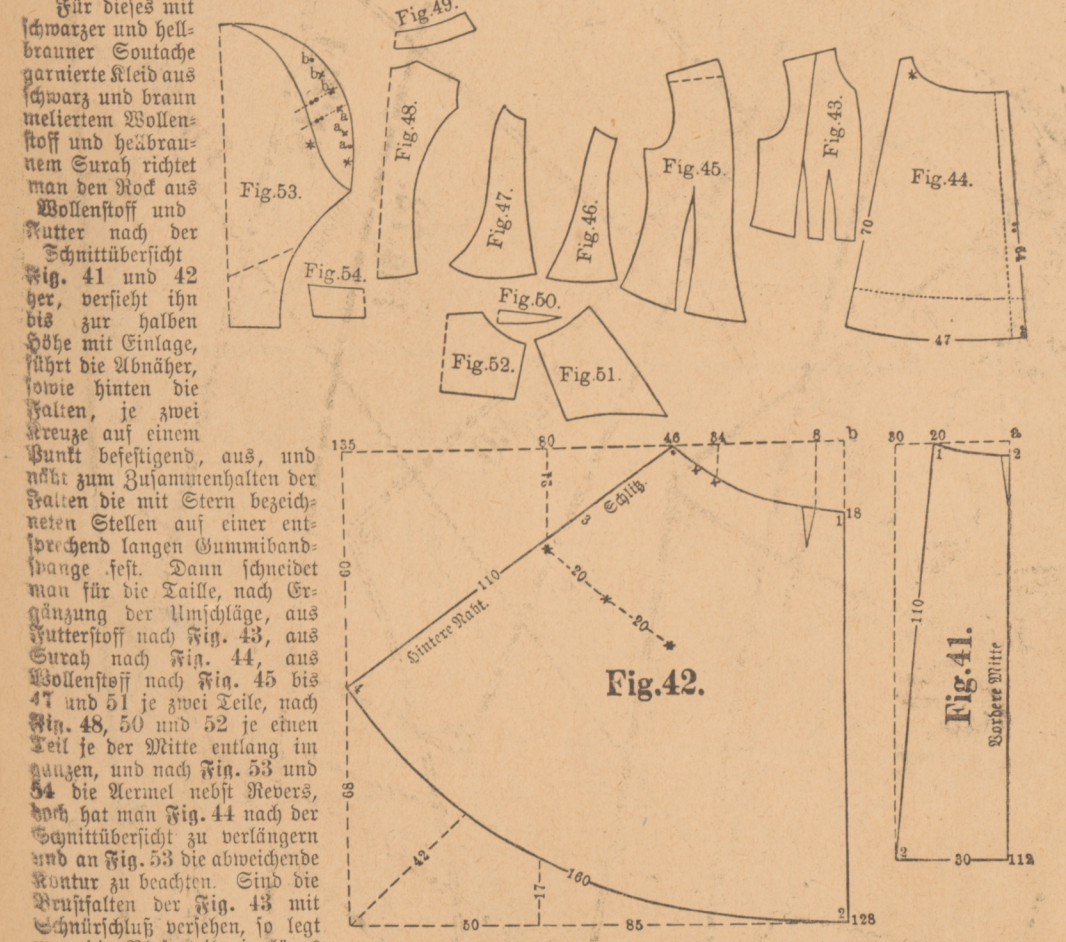 Für dieses mit
schwarzer und hell-
brauner Soutache
garnierte Kleid aus
schwarz und braun
meliertem Wollen-
stoff und hellbrau-
nem Surah richtet
man den Rock aus
Wollenstoff und
Futter nach der
Schnittübersicht
Fig. 41 und 42
her, versieht ihn
bis zur halben
Höhe mit Einlage,
führt die Abnäher,
sowie hinten die
Falten, je zwei
Kreuze auf einem
Punkt befestigend, aus, und
näht zum Zusammenhalten der
Falten die mit Stern bezeich-
neten Stellen auf einer ent-
sprechend langen Gummiband-
spange fest. Dann schneidet
man für die Taille, nach Er-
gänzung der Umschläge, aus
Futterstoff nach Fig. 43, aus
Surah nach Fig. 44, aus
Wollenstoff nach Fig. 45 bis
47 und 51 je zwei Teile, nach
Fig. 48, 50 und 52 je einen
Teil je der Mitte entlang im
ganzen, und nach Fig. 53 und
54 die Aermel nebst Revers,
doch hat man Fig. 44 nach der
Schnittübersicht zu verlängern
und an Fig. 53 die abweichende
Kontur zu beachten. Sind die
Brustfalten der Fig. 43 mit
Schnürschluß versehen, so legt
Fig. 49.
b
b
b
a
a
a
Fig. 53.
Fig. 48.
Fig. 47.
Fig. 46.
Fig. 45.
Fig. 43.
Fig. 44.
70
47
Fig. 54.
Fig. 50.
Fig. 52.
Fig. 51.
135
80
46
34
8
b
24
3
Schlitz.
1
18
60
110
Hintere Naht.
20
20
4
Fig. 42.
68
42
17
160
50
85
2
128
30
20
a
1
2
110
Fig. 41.
Vordere Mitte
2
30
112